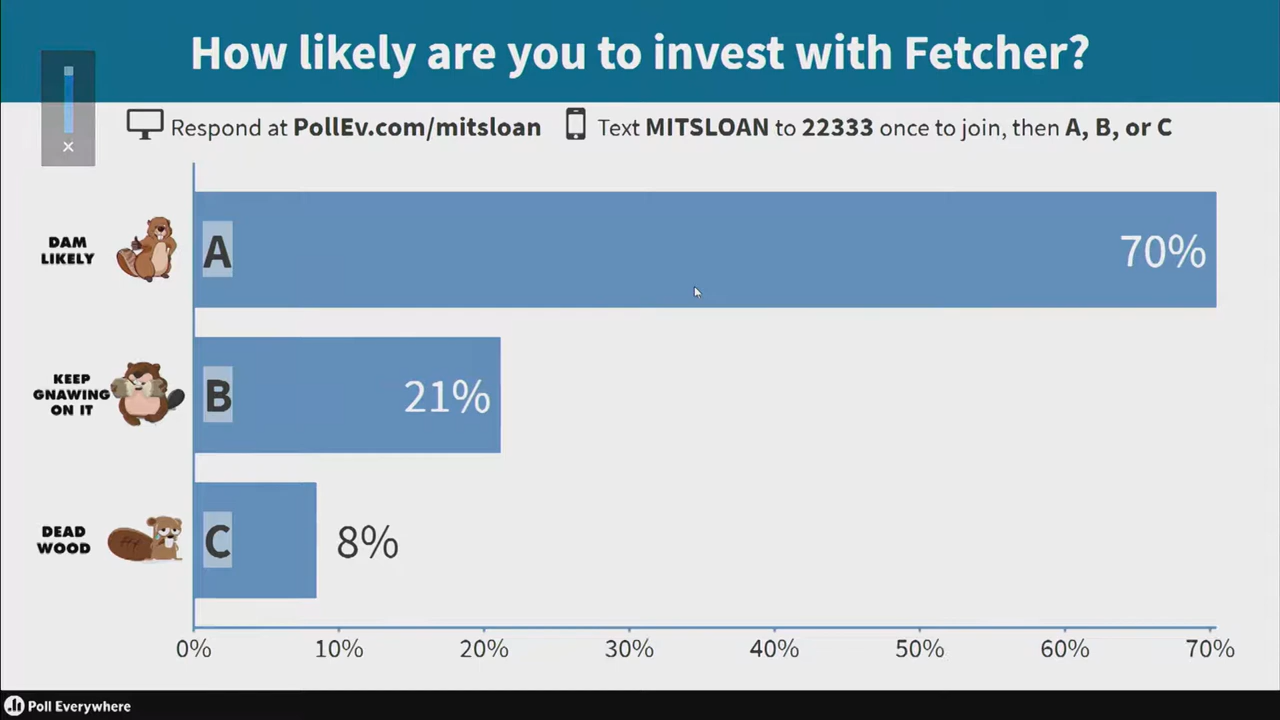 How likely are you to invest with Fetcher?
Respond at PollEv.com/mitsloan
Text MITSLOAN to 22333 once to join, then A, B, or C
DAM
LIKELY
A
70%
KEEP
GNAWING
ON IT
B
21%
DEAD
WOOD
C
8%
0% 10% 20% 30% 40% 50% 60% 70%
Poll Everywhere